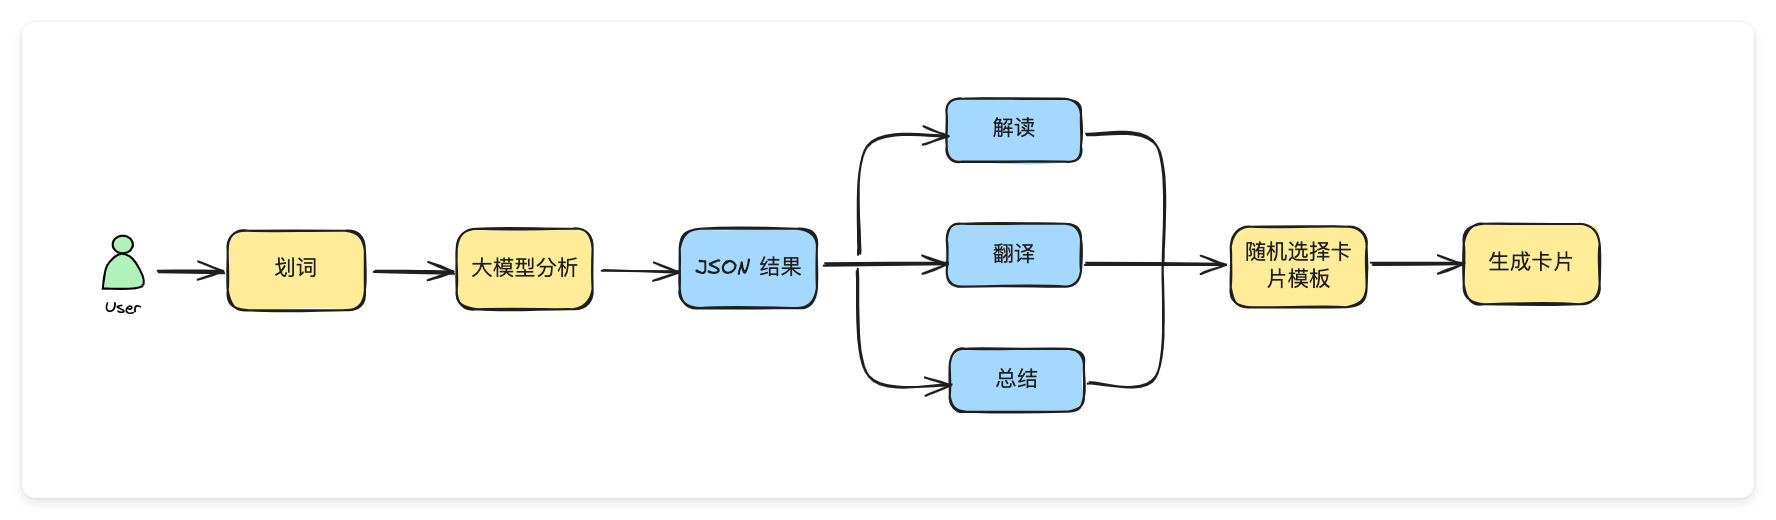 User
划词
大模型分析
JSON 结果
解读
翻译
总结
随机选择卡
片模板
生成卡片